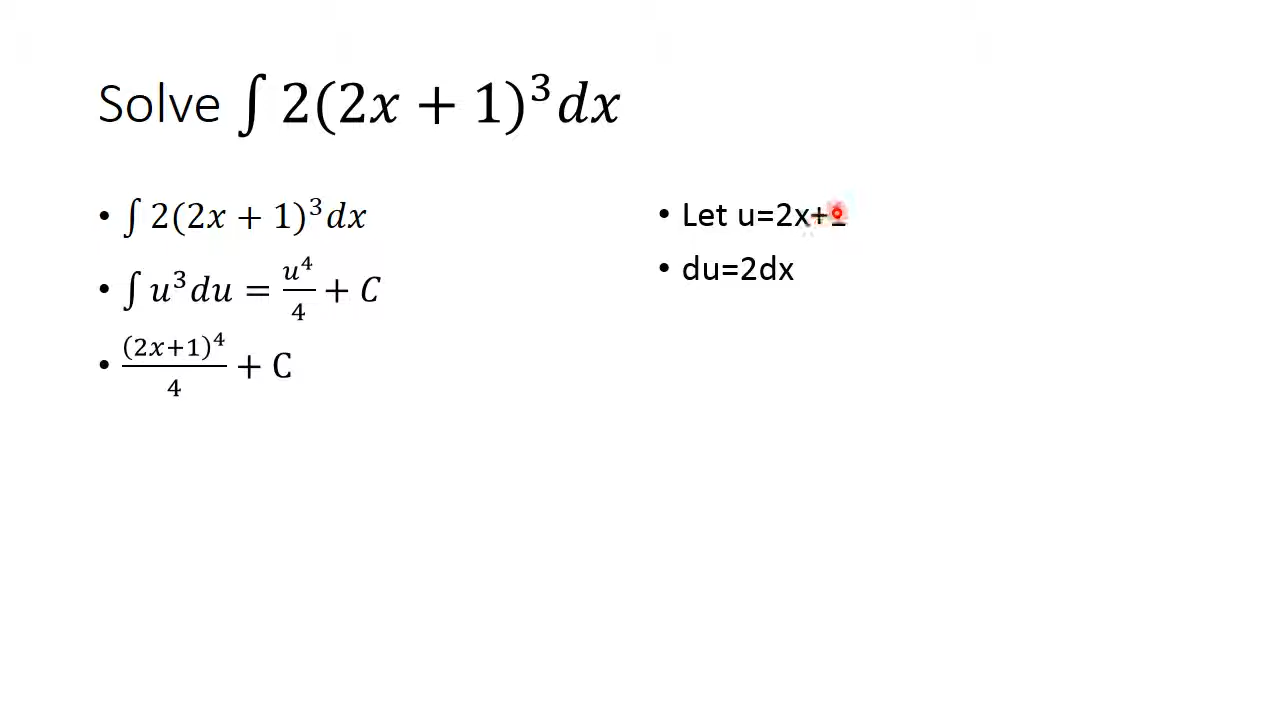 Solve ∫ 2(2x + 1)³dx
• ∫ 2(2x + 1)³dx
• ∫ u³du = u⁴/4 + C
• (2x+1)⁴/4 + C
• Let u=2x+
• du=2dx